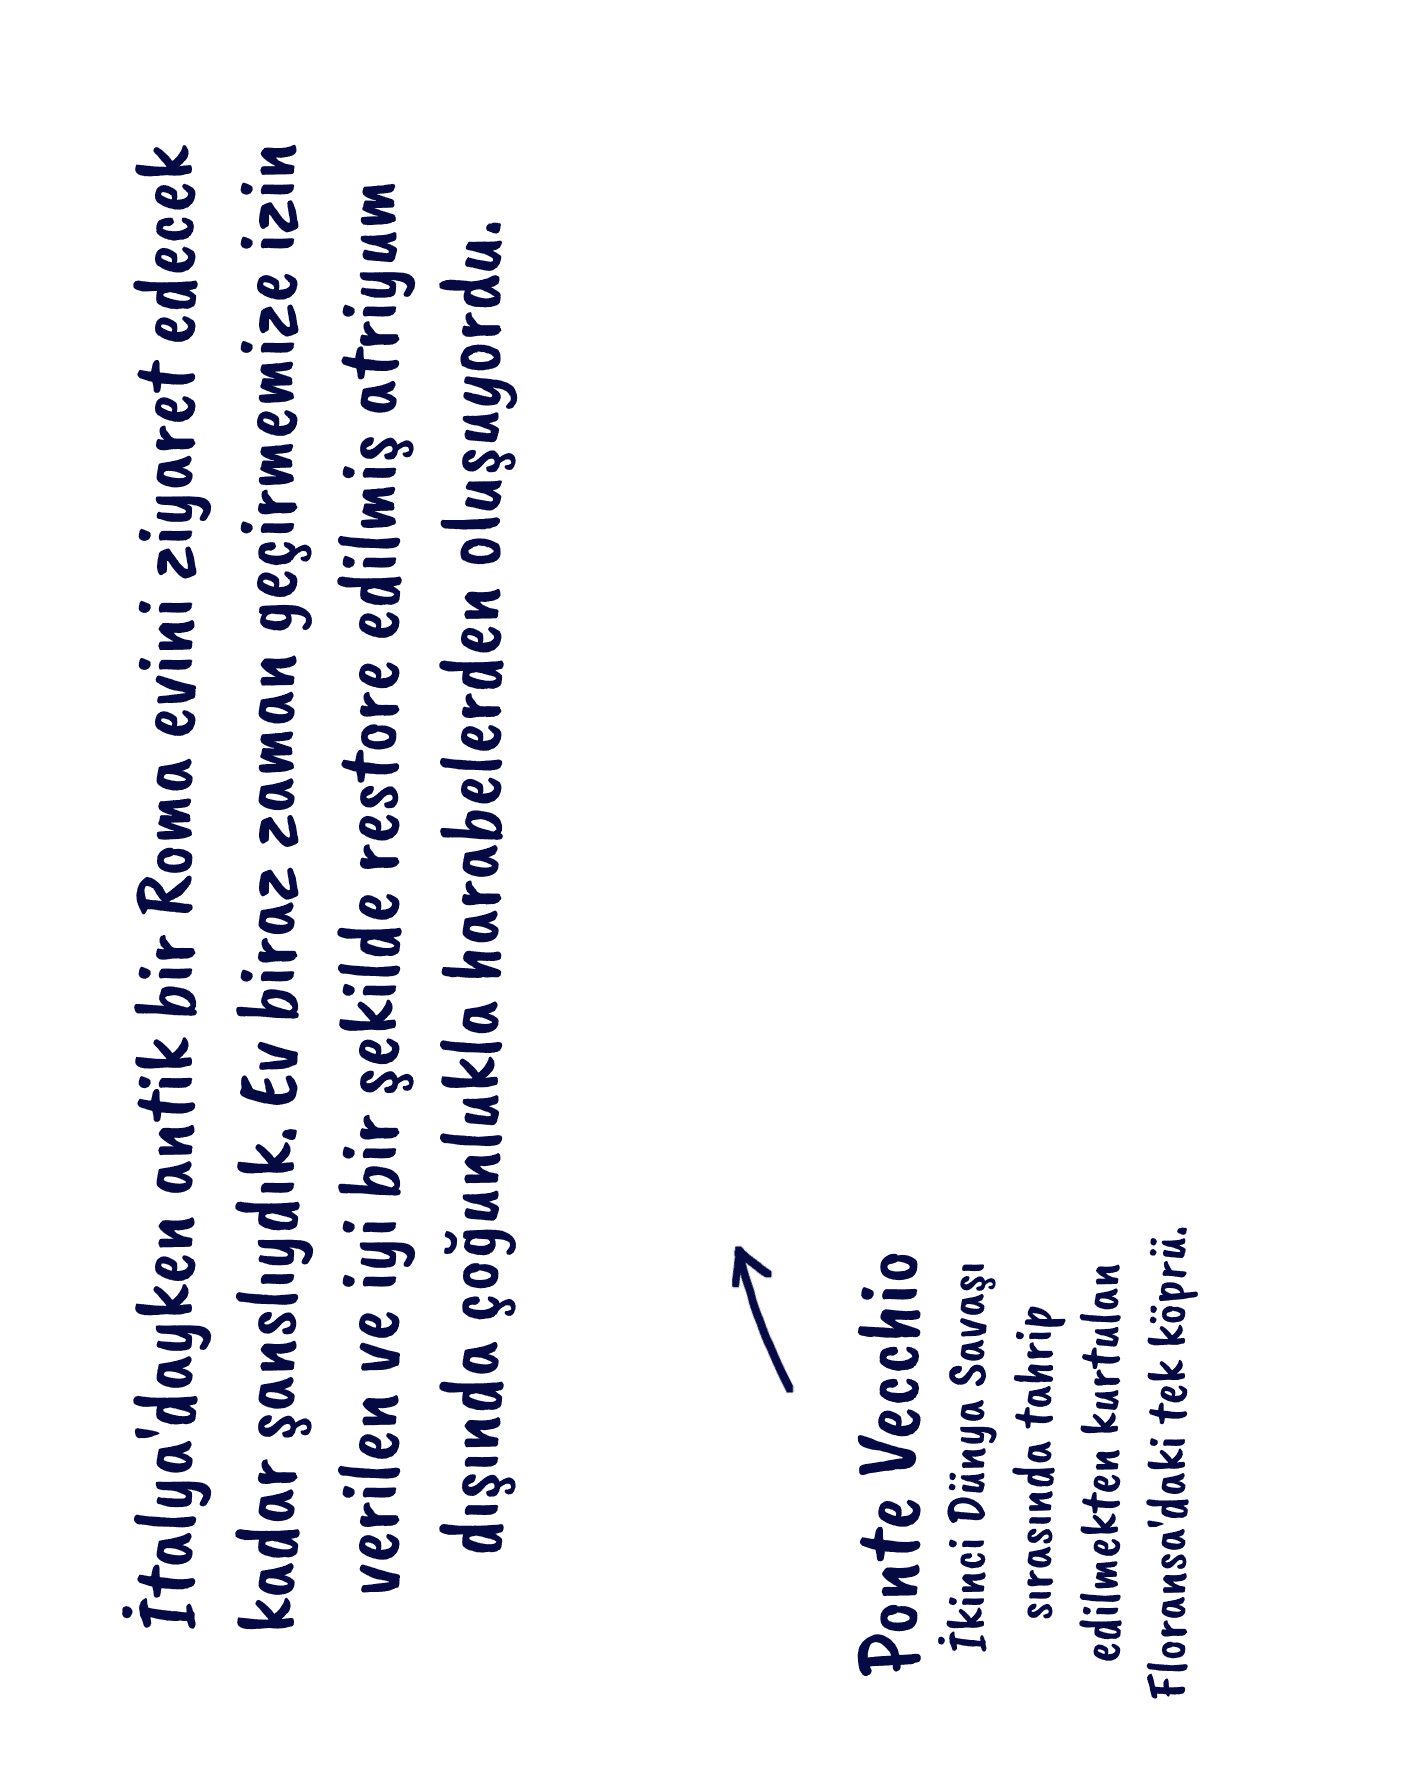 İtalya'dayken antik bir Roma evini ziyaret edecek
kadar şanslıydık. Ev biraz zaman geçirmemize izin
verilen ve iyi bir şekilde restore edilmiş atriyum
dışında çoğunlukla harabelerden oluşuyordu.
Ponte Vecchio
İkinci Dünya Savaşı
sırasında tahrip
edilmekten kurtulan
Floransa'daki tek köprü.